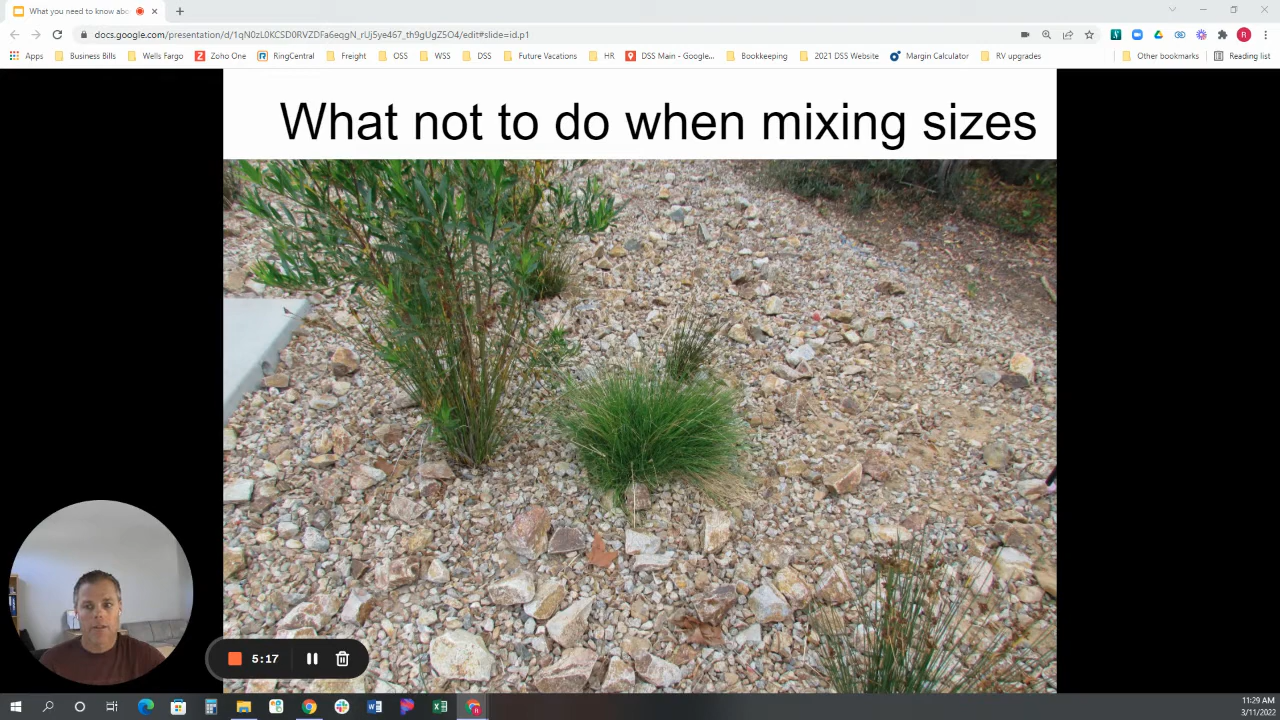 What you need to know abo
docs.google.com/presentation/d/1qN0zL0KCSD0RVZDFa6eqgN_rUj5ye467_th9gUgZ5O4/edit#slide=id.p1
R
Apps Business Bills Wells Fargo Zoho One RingCentral Freight OSS WSS DSS Future Vacations HR DSS Main - Google... Bookkeeping 2021 DSS Website Margin Calculator RV upgrades Other bookmarks Reading list
What not to do when mixing sizes
5:17
11:29 AM
3/11/2022